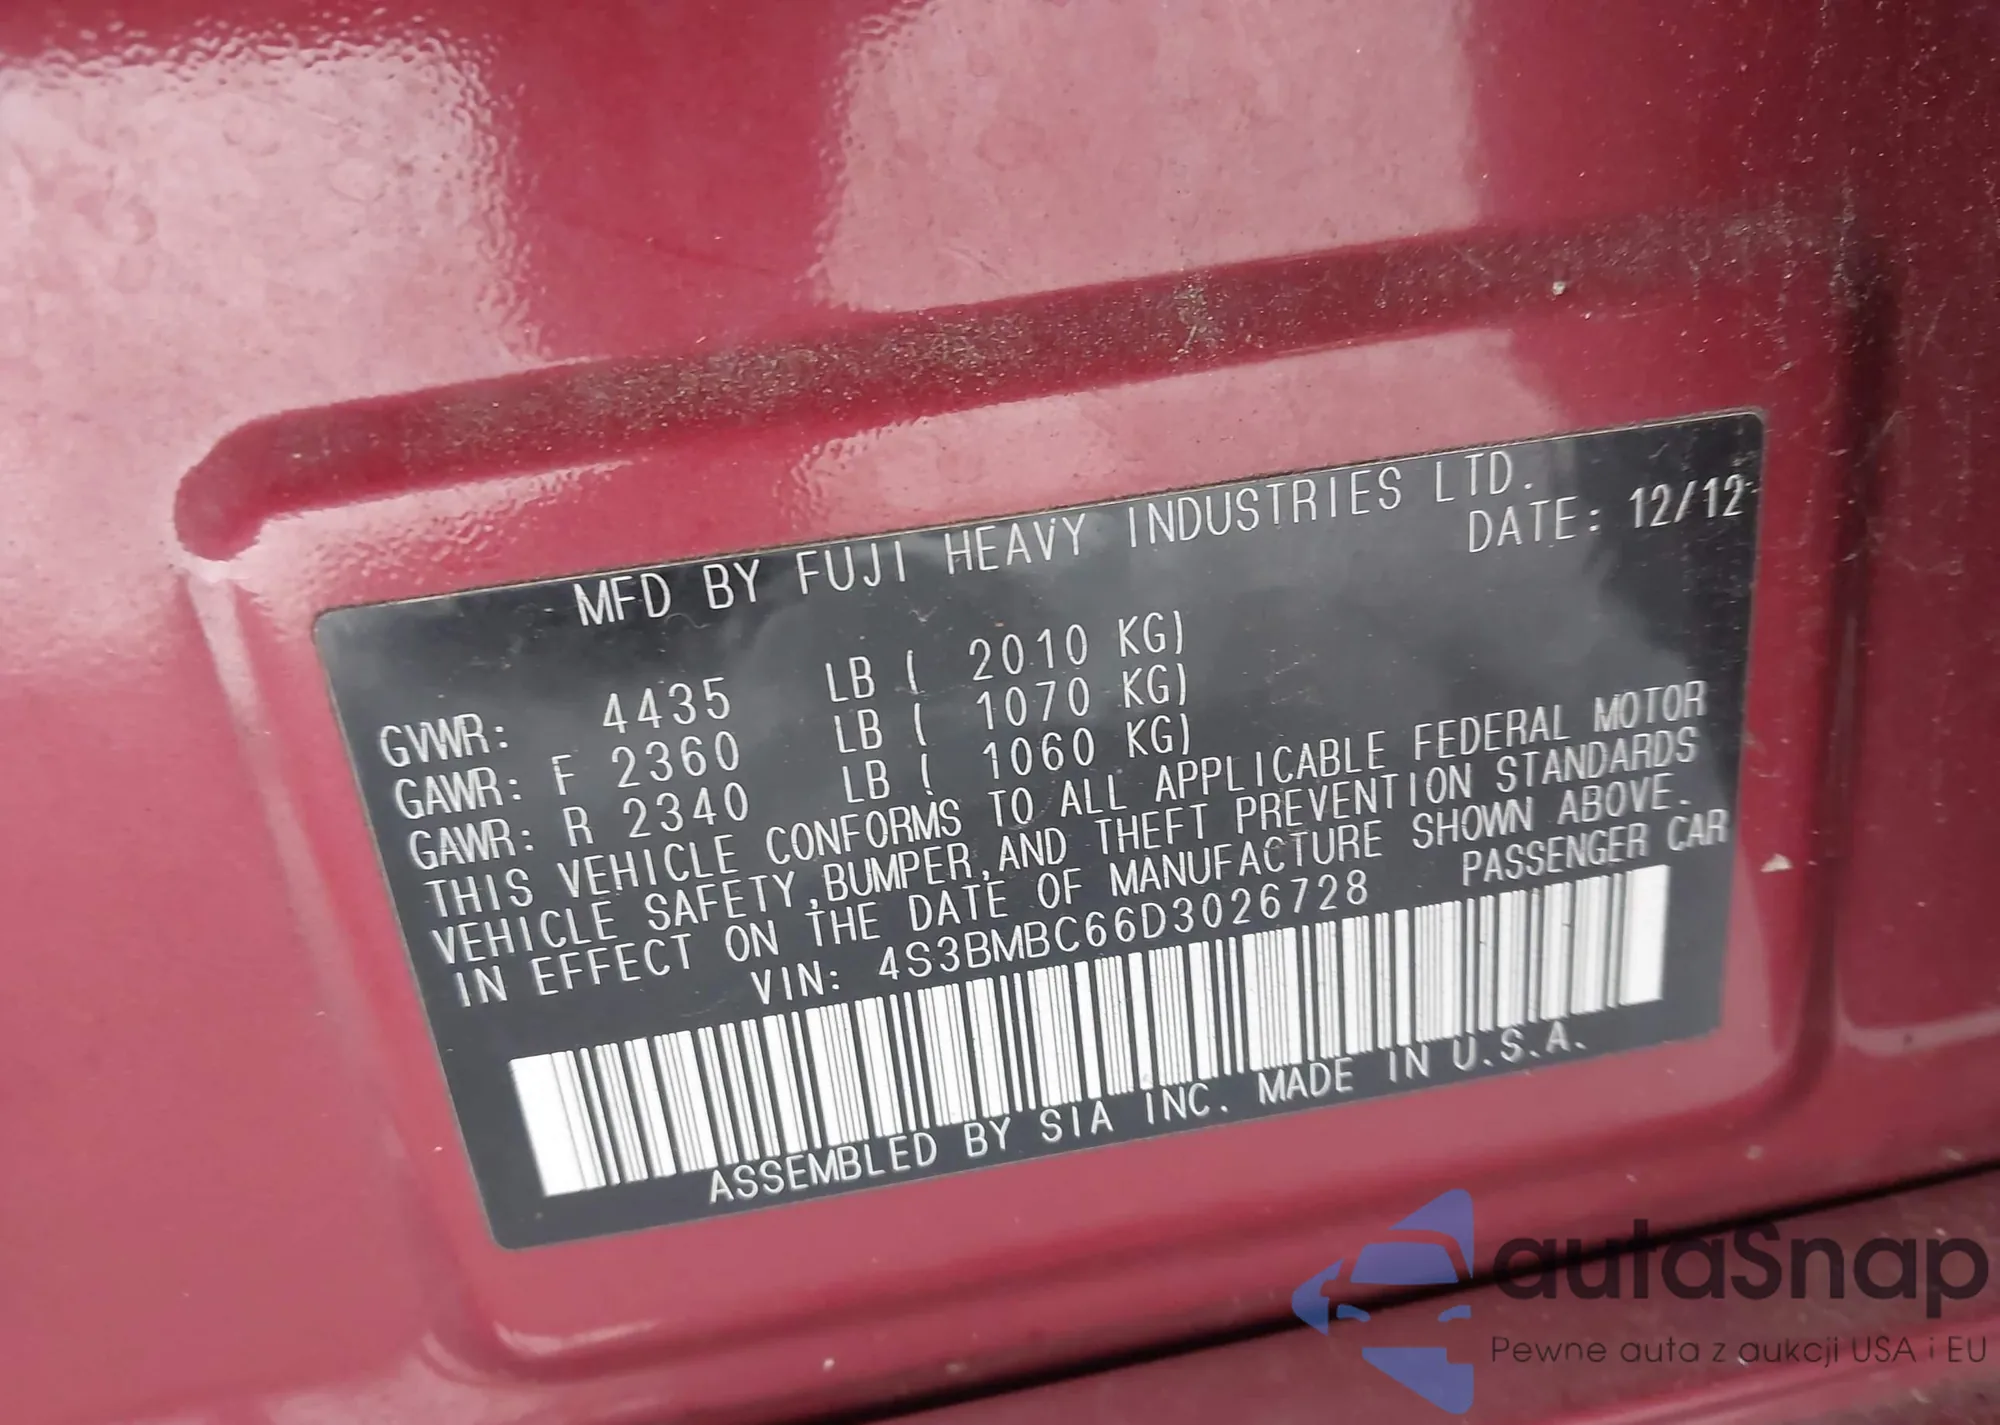 MFD BY FUJI HEAVY INDUSTRIES LTD.
DATE: 12/12
GVWR: 4435 LB ( 2010 KG)
GAWR: F 2360 LB ( 1070 KG)
GAWR: R 2340 LB ( 1060 KG)
THIS VEHICLE CONFORMS TO ALL APPLICABLE FEDERAL MOTOR
VEHICLE SAFETY,BUMPER,AND THEFT PREVENTION STANDARDS
IN EFFECT ON THE DATE OF MANUFACTURE SHOWN ABOVE.
VIN: 4S3BMBC66D3026728 PASSENGER CAR
ASSEMBLED BY SIA INC. MADE IN U.S.A.
autaSnap
Pewne auta z aukcji USA i EU